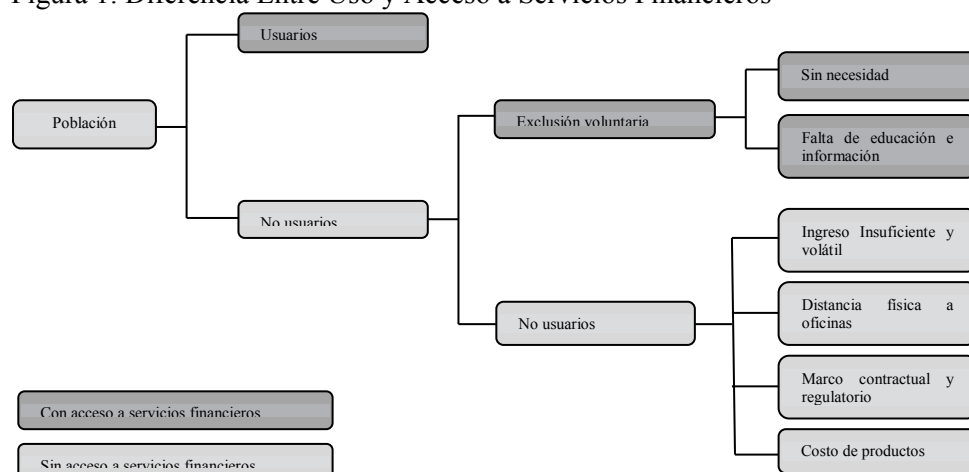 Figura 1. Diferencia Entre Uso y Acceso a Servicios Financieros
Usuarios
Población
No usuarios
Exclusión voluntaria
Sin necesidad
Falta de educación e
información
No usuarios
Ingreso Insuficiente y
volátil
Distancia física a
oficinas
Marco contractual y
regulatorio
Costo de productos
Con acceso a servicios financieros
Sin acceso a servicios financieros